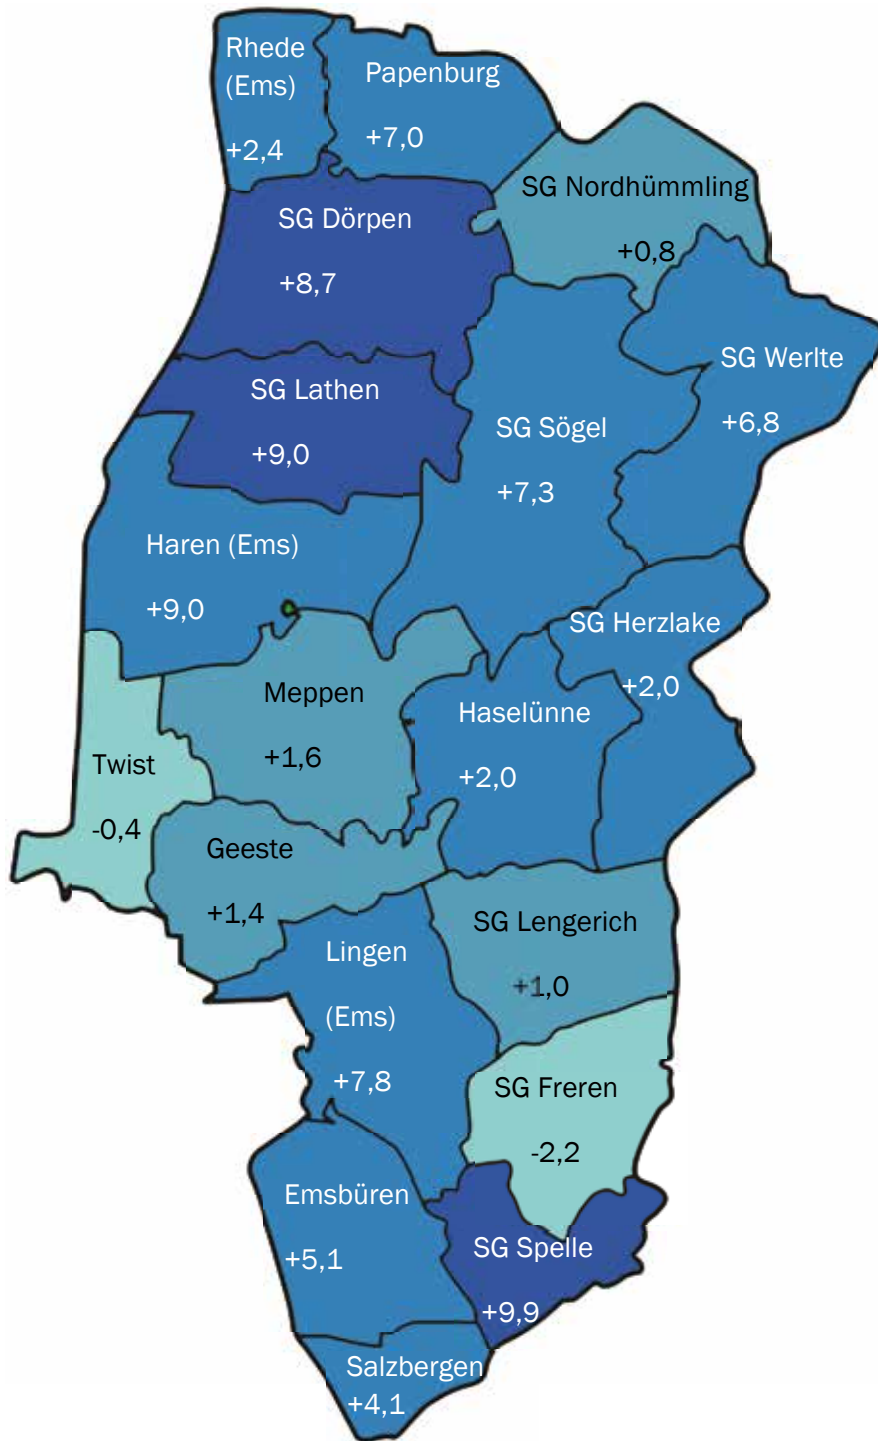 Rhede
(Ems)
+2,4
Papenburg
+7,0
SG Nordhümmling
+0,8
SG Dörpen
+8,7
SG Werlte
+6,8
SG Lathen
+9,0
SG Sögel
+7,3
Haren (Ems)
+9,0
SG Herzlake
+2,0
Meppen
+1,6
Haselünne
+2,0
Twist
-0,4
Geeste
+1,4
SG Lengerich
+1,0
Lingen
(Ems)
+7,8
SG Freren
-2,2
Emsbüren
+5,1
SG Spelle
+9,9
Salzbergen
+4,1